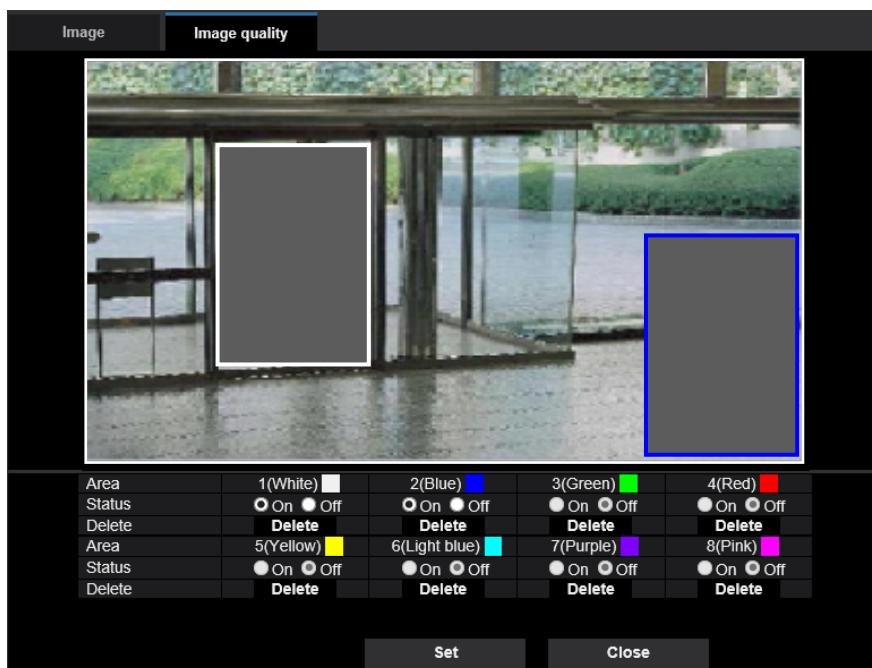 Image Image quality
Area 1(White) 2(Blue) 3(Green) 4(Red)
Status On Off On Off On Off On Off
Delete Delete Delete Delete Delete
Area 5(Yellow) 6(Light blue) 7(Purple) 8(Pink)
Status On Off On Off On Off On Off
Delete Delete Delete Delete Delete
Set Close